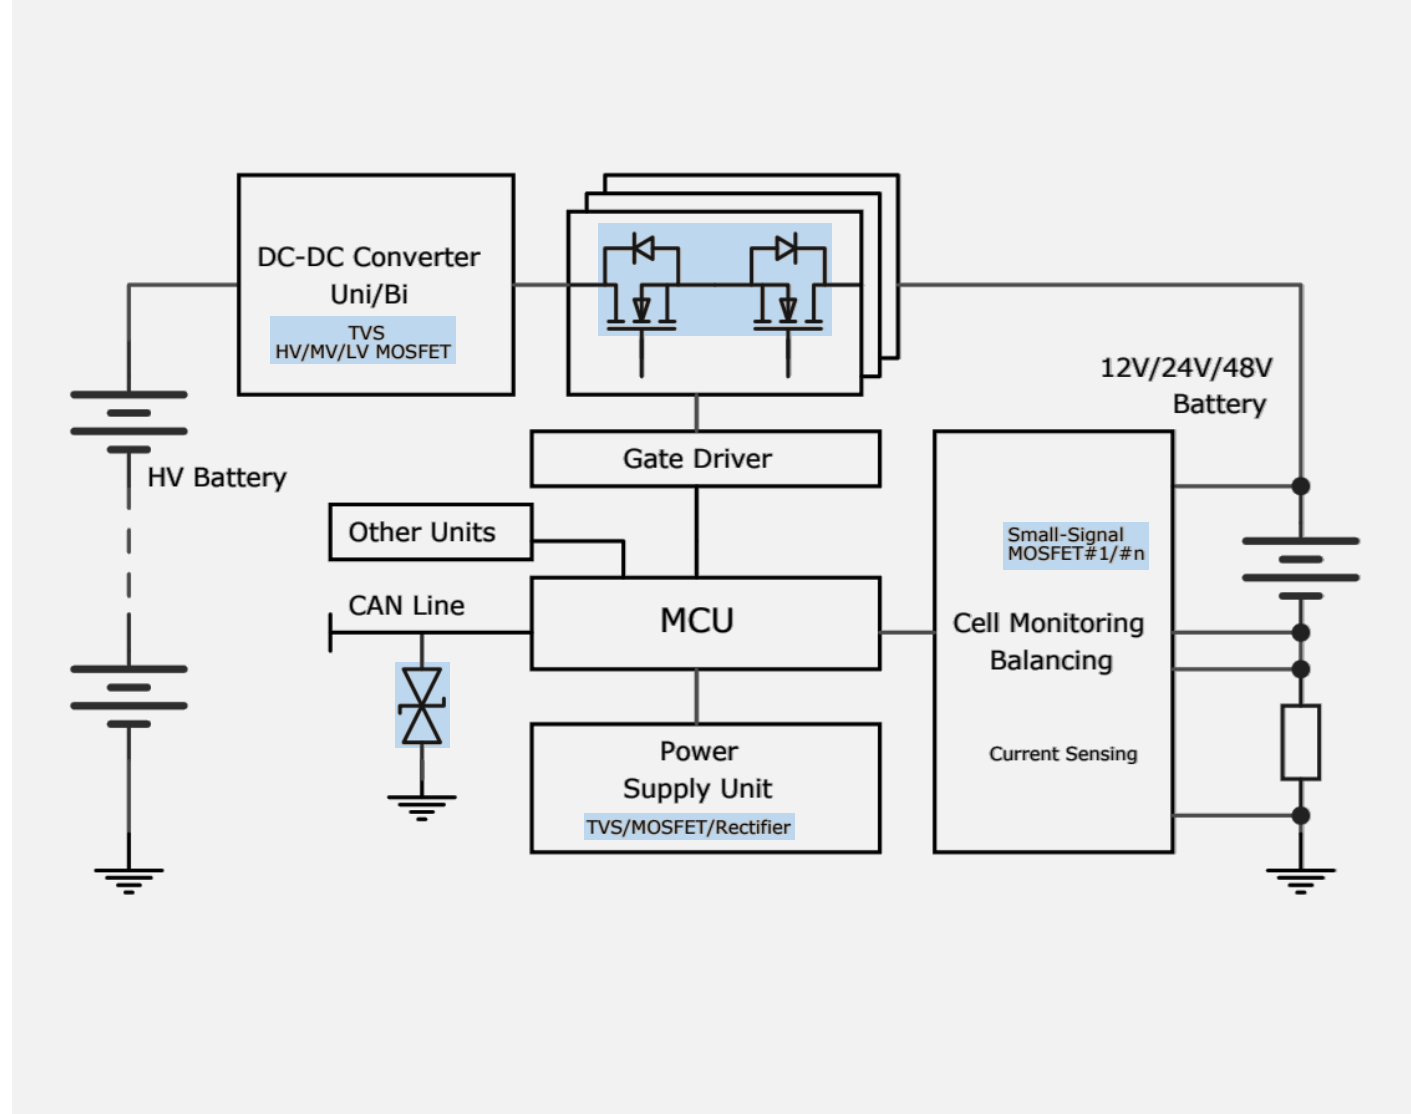 DC-DC Converter
Uni/Bi
TVS
HV/MV/LV MOSFET
12V/24V/48V
Battery
Gate Driver
HV Battery
Other Units
Small-Signal
MOSFET#1/#n
CAN Line
MCU
Cell Monitoring
Balancing
Power
Supply Unit
TVS/MOSFET/Rectifier
Current Sensing